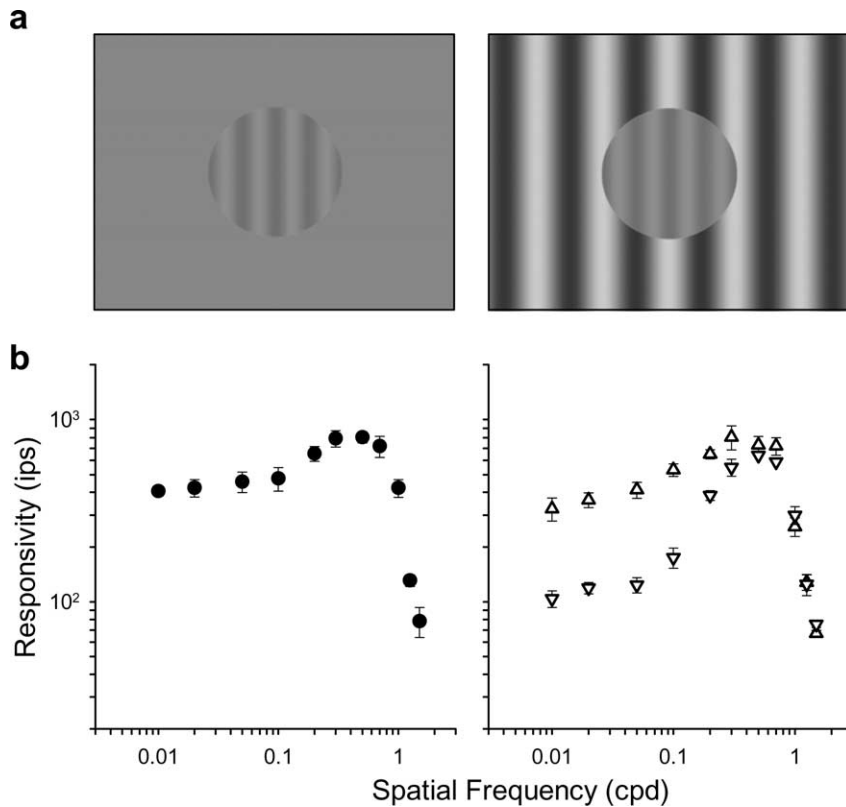 a
b
10³
10²
Responsivity (ips)
0.01
0.1
1
0.01
0.1
1
Spatial Frequency (cpd)